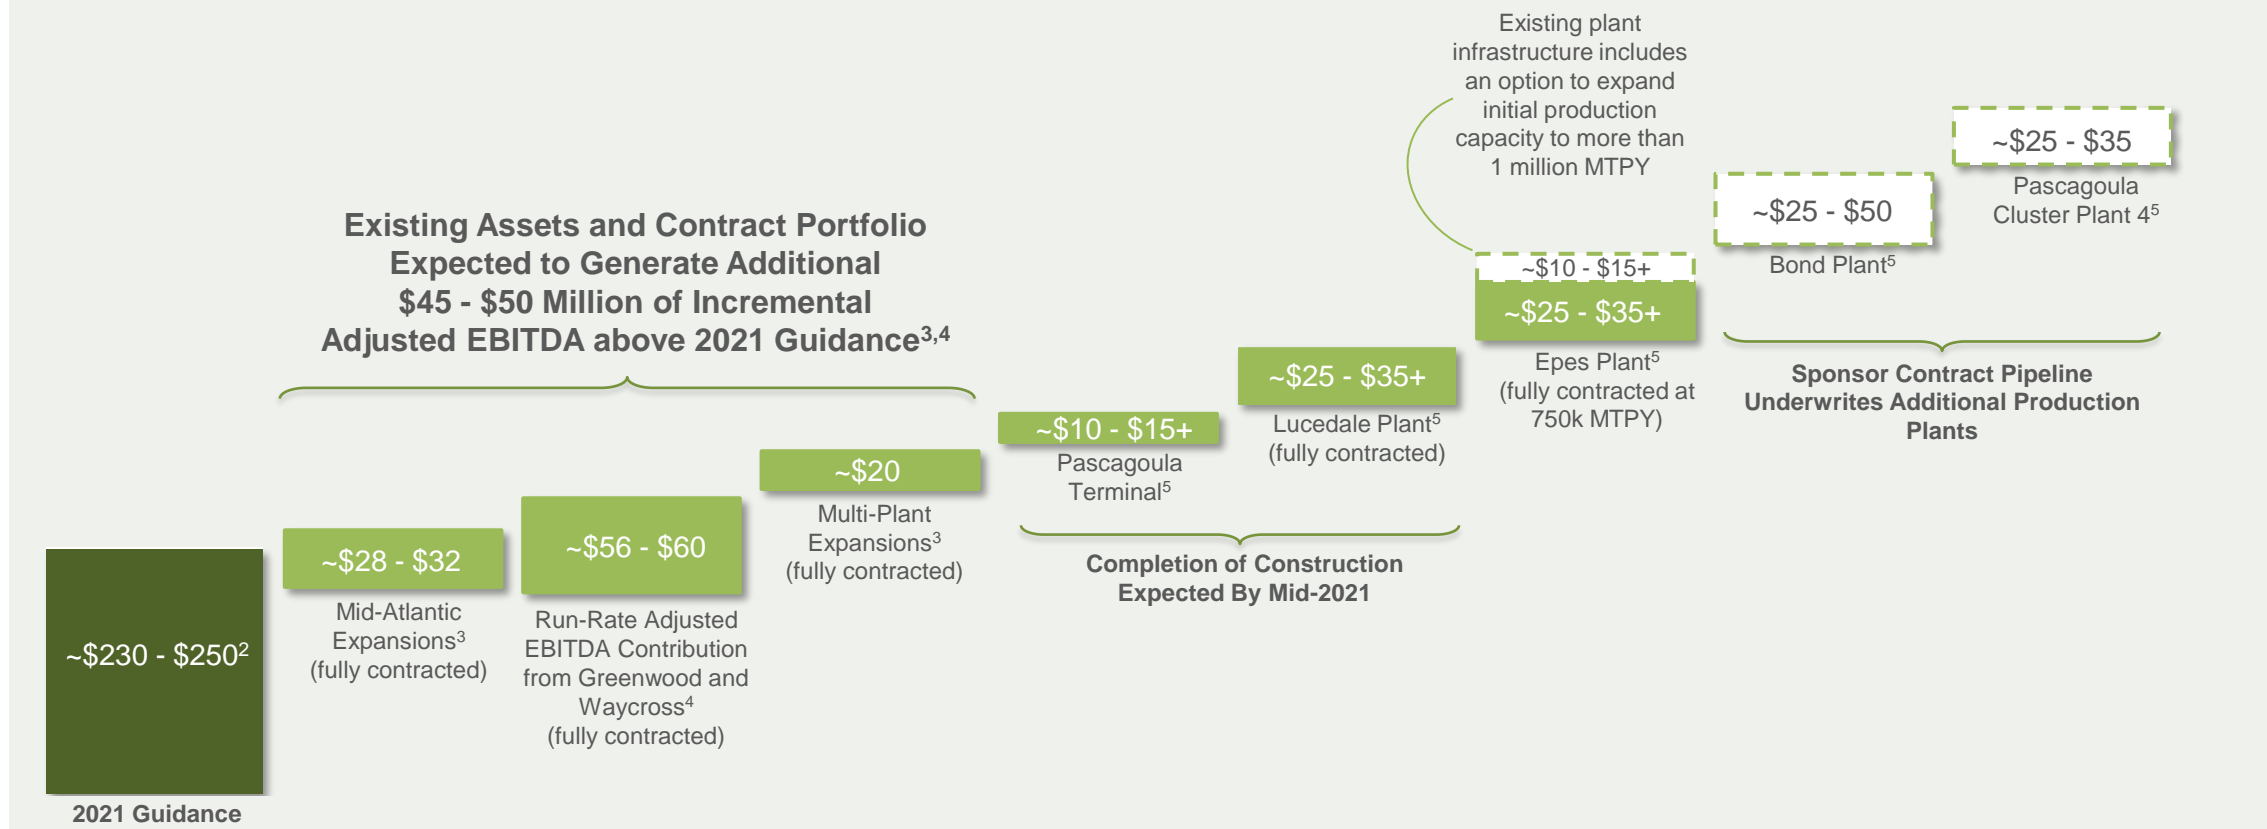 Existing plant
infrastructure includes
an option to expand
initial production
capacity to more than
1 million MTPY
Existing Assets and Contract Portfolio
Expected to Generate Additional
$45 - $50 Million of Incremental
Adjusted EBITDA above 2021 Guidance³,⁴
~$230 - $250²
2021 Guidance
~$28 - $32
Mid-Atlantic
Expansions³
(fully contracted)
~$56 - $60
Run-Rate Adjusted
EBITDA Contribution
from Greenwood and
Waycross⁴
(fully contracted)
~$20
Multi-Plant
Expansions³
(fully contracted)
~$10 - $15+
Pascagoula
Terminal⁵
~$25 - $35+
Lucedale Plant⁵
(fully contracted)
Completion of Construction
Expected By Mid-2021
~$10 - $15+
~$25 - $35+
Epes Plant⁵
(fully contracted at
750k MTPY)
~$25 - $50
Bond Plant⁵
~$25 - $35
Pascagoula
Cluster Plant 4⁵
Sponsor Contract Pipeline
Underwrites Additional Production
Plants